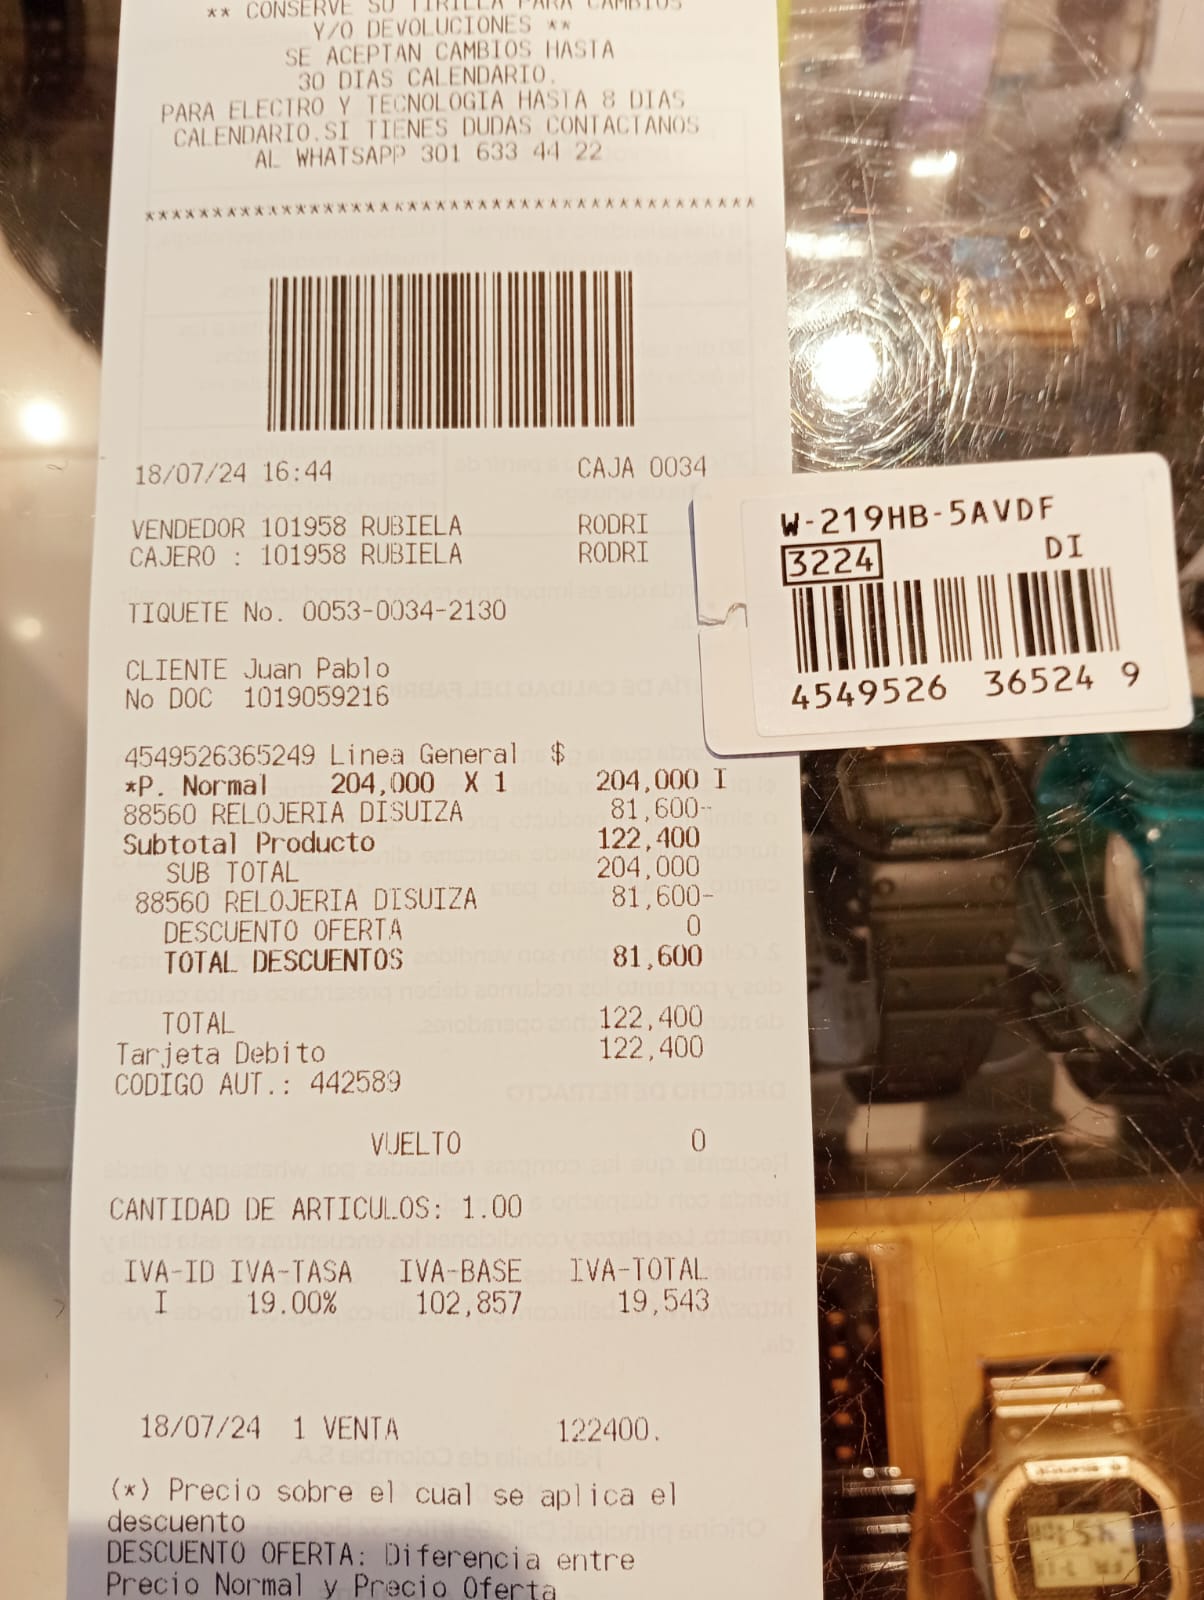 ** CONSERVE SU TIRILLA PARA CAMBIOS
Y/O DEVOLUCIONES **
SE ACEPTAN CAMBIOS HASTA
30 DIAS CALENDARIO.
PARA ELECTRO Y TECNOLOGIA HASTA 8 DIAS
CALENDARIO.SI TIENES DUDAS CONTACTANOS
AL WHATSAPP 301 633 44 22
18/07/24 16:44 CAJA 0034
VENDEDOR 101958 RUBIELA RODRI
CAJERO : 101958 RUBIELA RODRI
TIQUETE No. 0053-0034-2130
CLIENTE Juan Pablo
No DOC 1019059216
4549526365249 Linea General $
*P. Normal 204,000 X 1 204,000 I
88560 RELOJERIA DISUIZA 81,600-
Subtotal Producto 122,400
SUB TOTAL 204,000
88560 RELOJERIA DISUIZA 81,600-
DESCUENTO OFERTA 0
TOTAL DESCUENTOS 81,600
TOTAL 122,400
Tarjeta Debito 122,400
CODIGO AUT.: 442589
VUELTO 0
CANTIDAD DE ARTICULOS: 1.00
IVA-ID IVA-TASA IVA-BASE IVA-TOTAL
I 19.00% 102,857 19,543
18/07/24 1 VENTA 122400.
(*) Precio sobre el cual se aplica el
descuento
DESCUENTO OFERTA: Diferencia entre
Precio Normal y Precio Oferta
W-219HB-5AVDF
3224 DI
4549526 36524 9